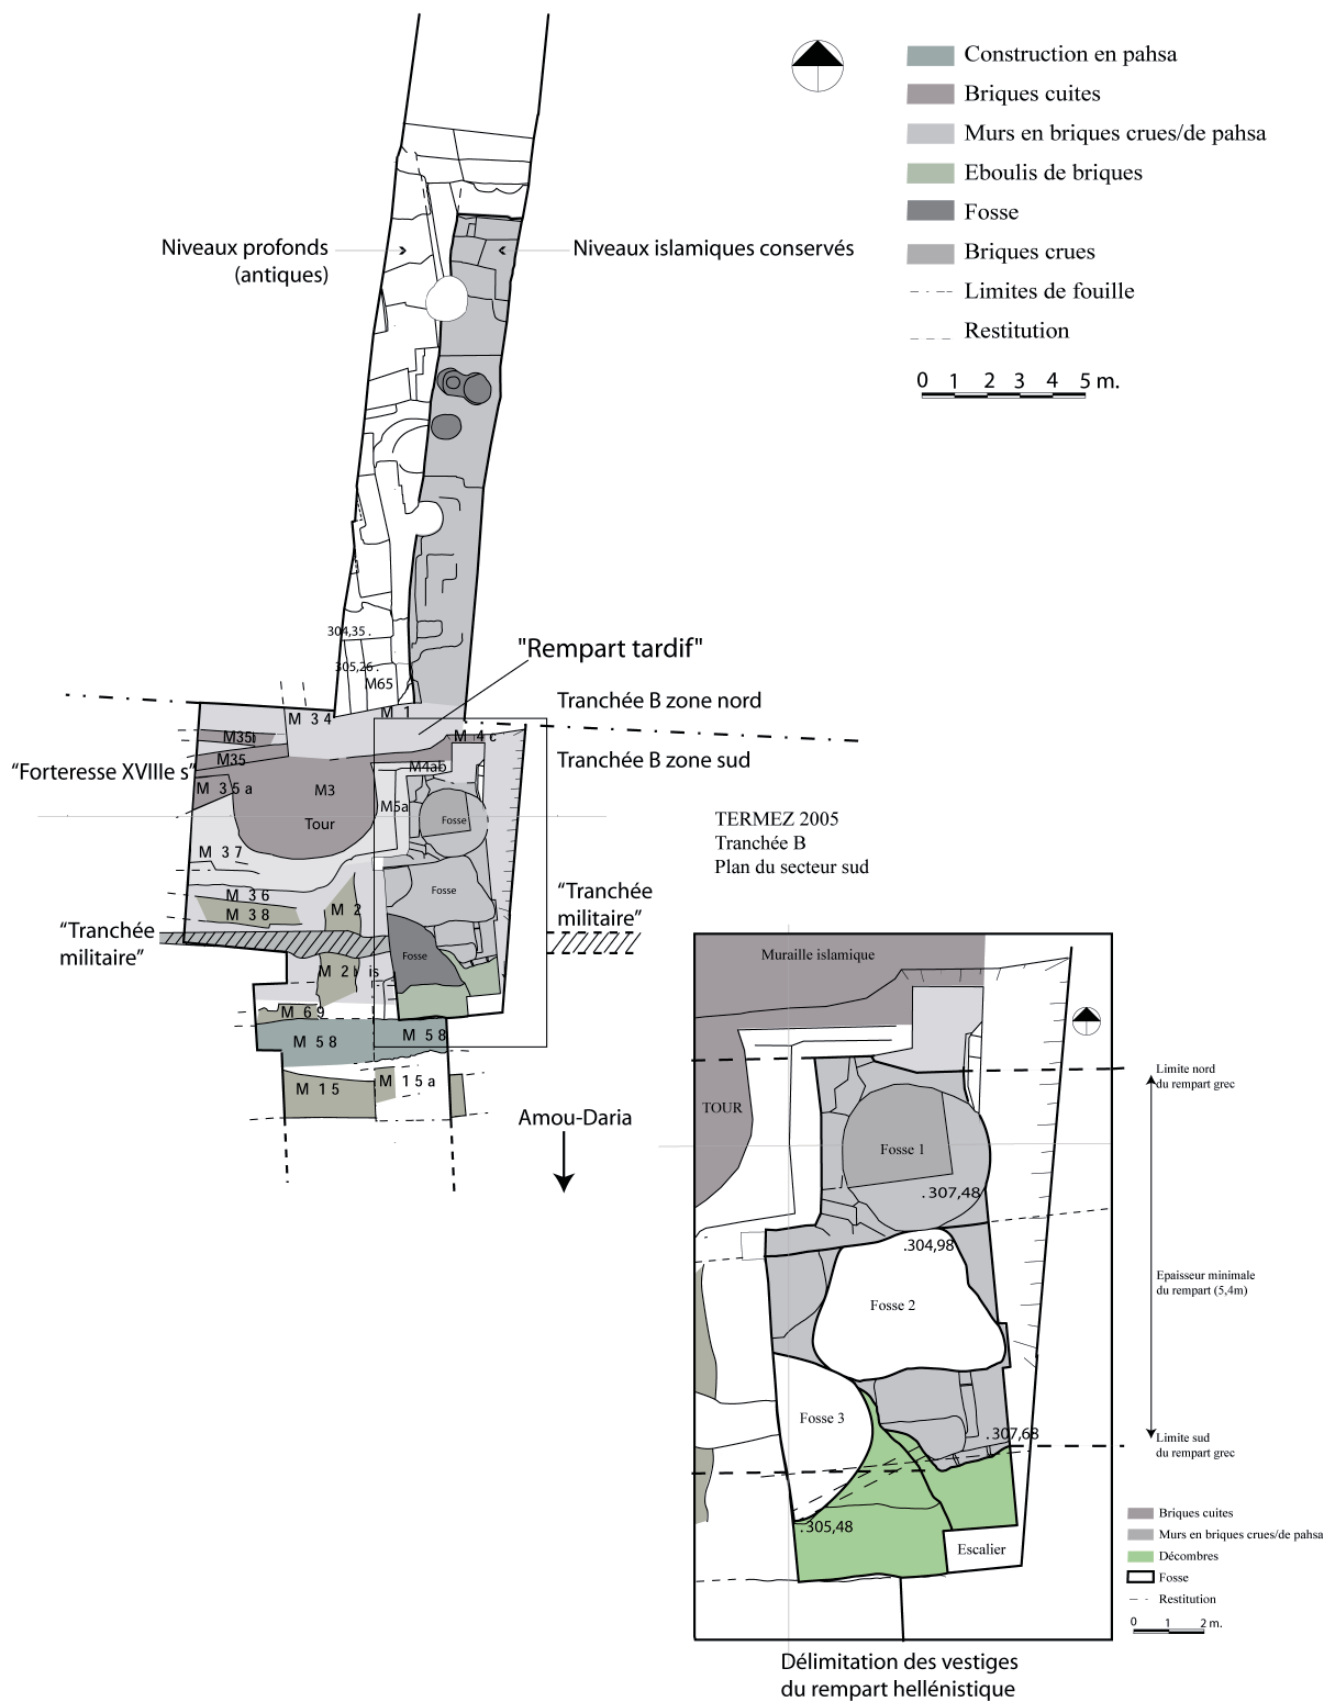 Construction en pahsa
Briques cuites
Murs en briques crues/de pahsa
Eboulis de briques
Fosse
Briques crues
Limites de fouille
Restitution
0 1 2 3 4 5 m.
Niveaux profonds
(antiques)
Niveaux islamiques conservés
304,35 .
305,26 .
M65
"Rempart tardif"
Tranchée B zone nord
Tranchée B zone sud
M 34
M 1
M35b
M35
M 35a
"Forteresse XVIIIe s"
M3
Tour
M 4 c
M4ab
M5a
Fosse
Fosse
Fosse
M 37
M 36
M 38
M 2
"Tranchée
militaire"
"Tranchée
militaire"
M 2b is
M 69
M 58
M 58
M 15
M 15a
Amou-Daria
TERMEZ 2005
Tranchée B
Plan du secteur sud
Muraille islamique
TOUR
Fosse 1
. 307,48
.304,98
Fosse 2
Fosse 3
. 307,68
.305,48
Escalier
Limite nord
du rempart grec
Epaisseur minimale
du rempart (5,4m)
Limite sud
du rempart grec
Briques cuites
Murs en briques crues/de pahsa
Décombres
Fosse
Restitution
0 1 2 m.
Délimitation des vestiges
du rempart hellénistique